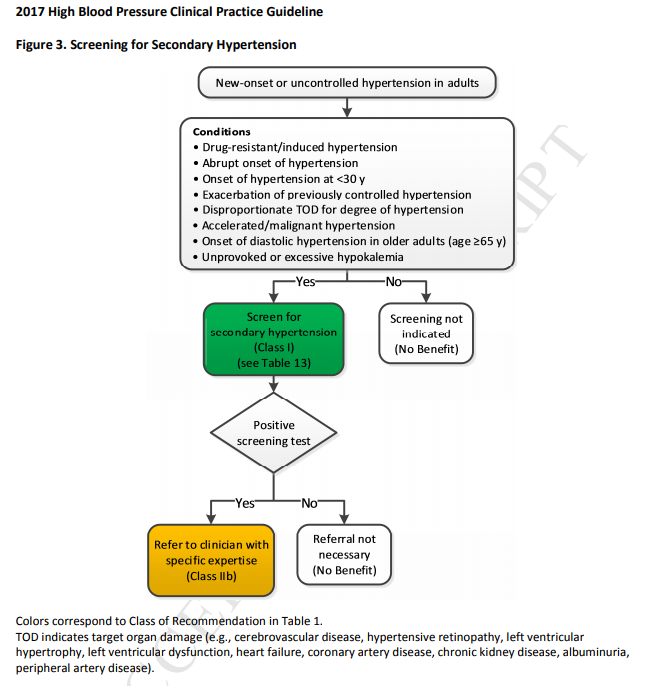 2017 High Blood Pressure Clinical Practice Guideline
Figure 3. Screening for Secondary Hypertension
New-onset or uncontrolled hypertension in adults
Conditions
• Drug-resistant/induced hypertension
• Abrupt onset of hypertension
• Onset of hypertension at <30 y
• Exacerbation of previously controlled hypertension
• Disproportionate TOD for degree of hypertension
• Accelerated/malignant hypertension
• Onset of diastolic hypertension in older adults (age ≥65 y)
• Unprovoked or excessive hypokalemia
Yes
No
Screen for
secondary hypertension
(Class I)
(see Table 13)
Screening not
indicated
(No Benefit)
Positive
screening test
Yes
No
Refer to clinician with
specific expertise
(Class IIb)
Referral not
necessary
(No Benefit)
Colors correspond to Class of Recommendation in Table 1.
TOD indicates target organ damage (e.g., cerebrovascular disease, hypertensive retinopathy, left ventricular
hypertrophy, left ventricular dysfunction, heart failure, coronary artery disease, chronic kidney disease, albuminuria,
peripheral artery disease).